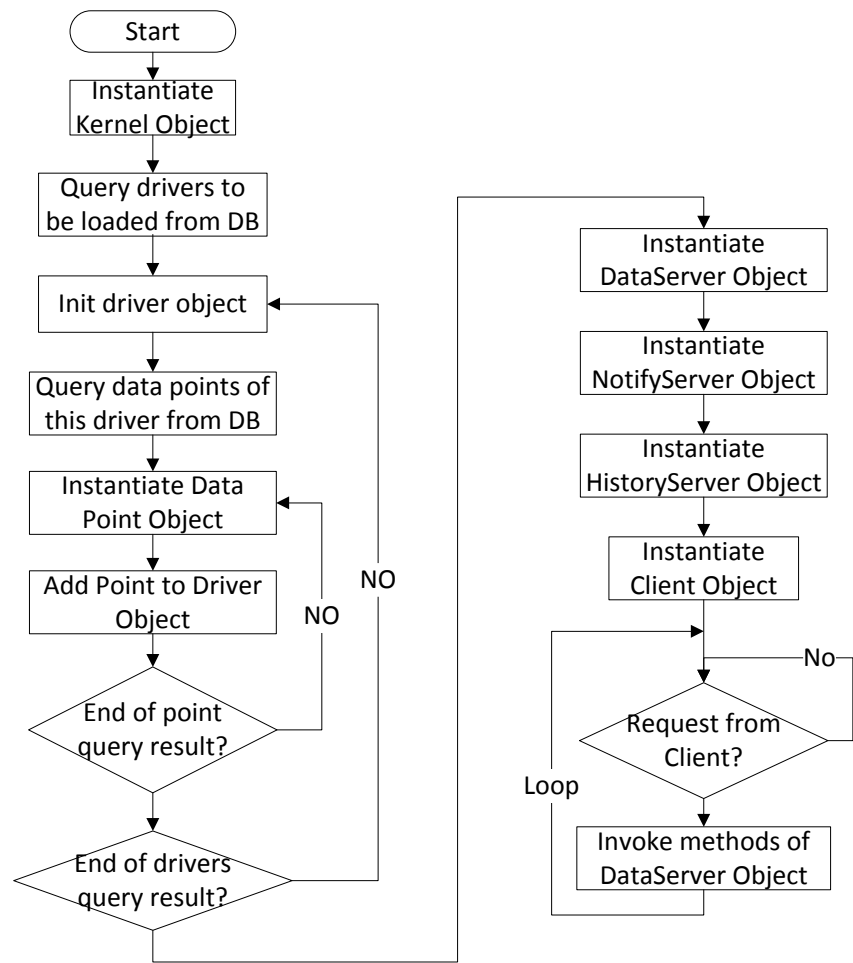 Start
Instantiate
Kernel Object
Query drivers to
be loaded from DB
Init driver object
Query data points of
this driver from DB
Instantiate Data
Point Object
Add Point to Driver
Object
NO
NO
End of point
query result?
End of drivers
query result?
Instantiate
DataServer Object
Instantiate
NotifyServer Object
Instantiate
HistoryServer Object
Instantiate
Client Object
No
Request from
Client?
Loop
Invoke methods of
DataServer Object